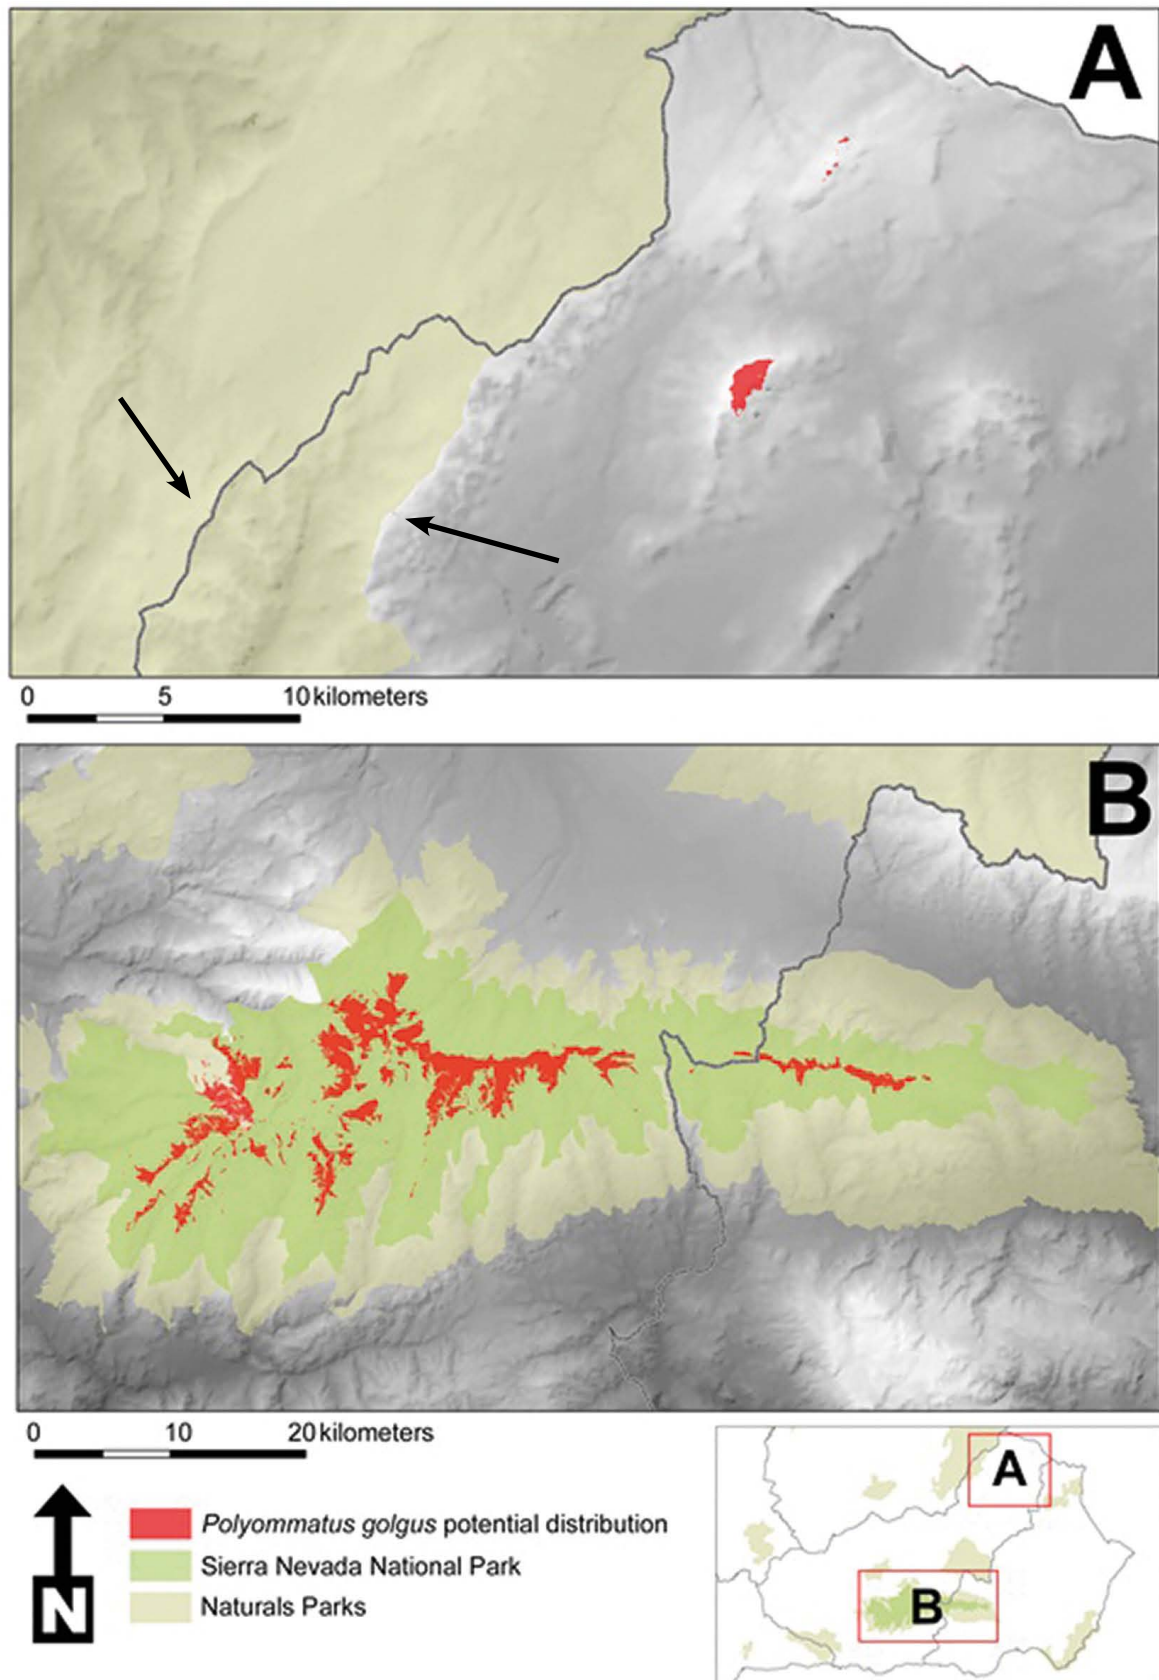 A
0 5 10 kilometers
B
0 10 20 kilometers
N
Polyommatus golgus potential distribution
Sierra Nevada National Park
Naturals Parks
A
B